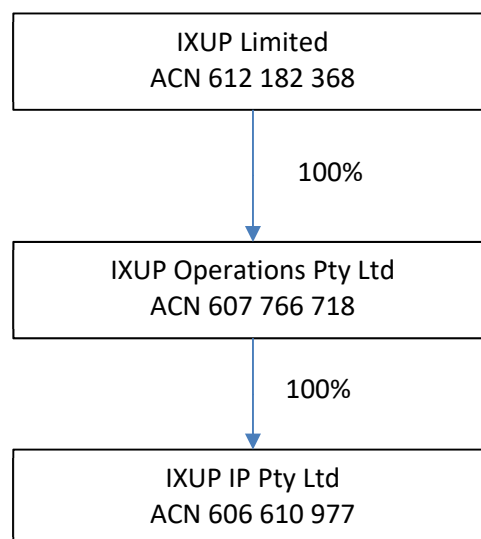 IXUP Limited
ACN 612 182 368
100%
IXUP Operations Pty Ltd
ACN 607 766 718
100%
IXUP IP Pty Ltd
ACN 606 610 977